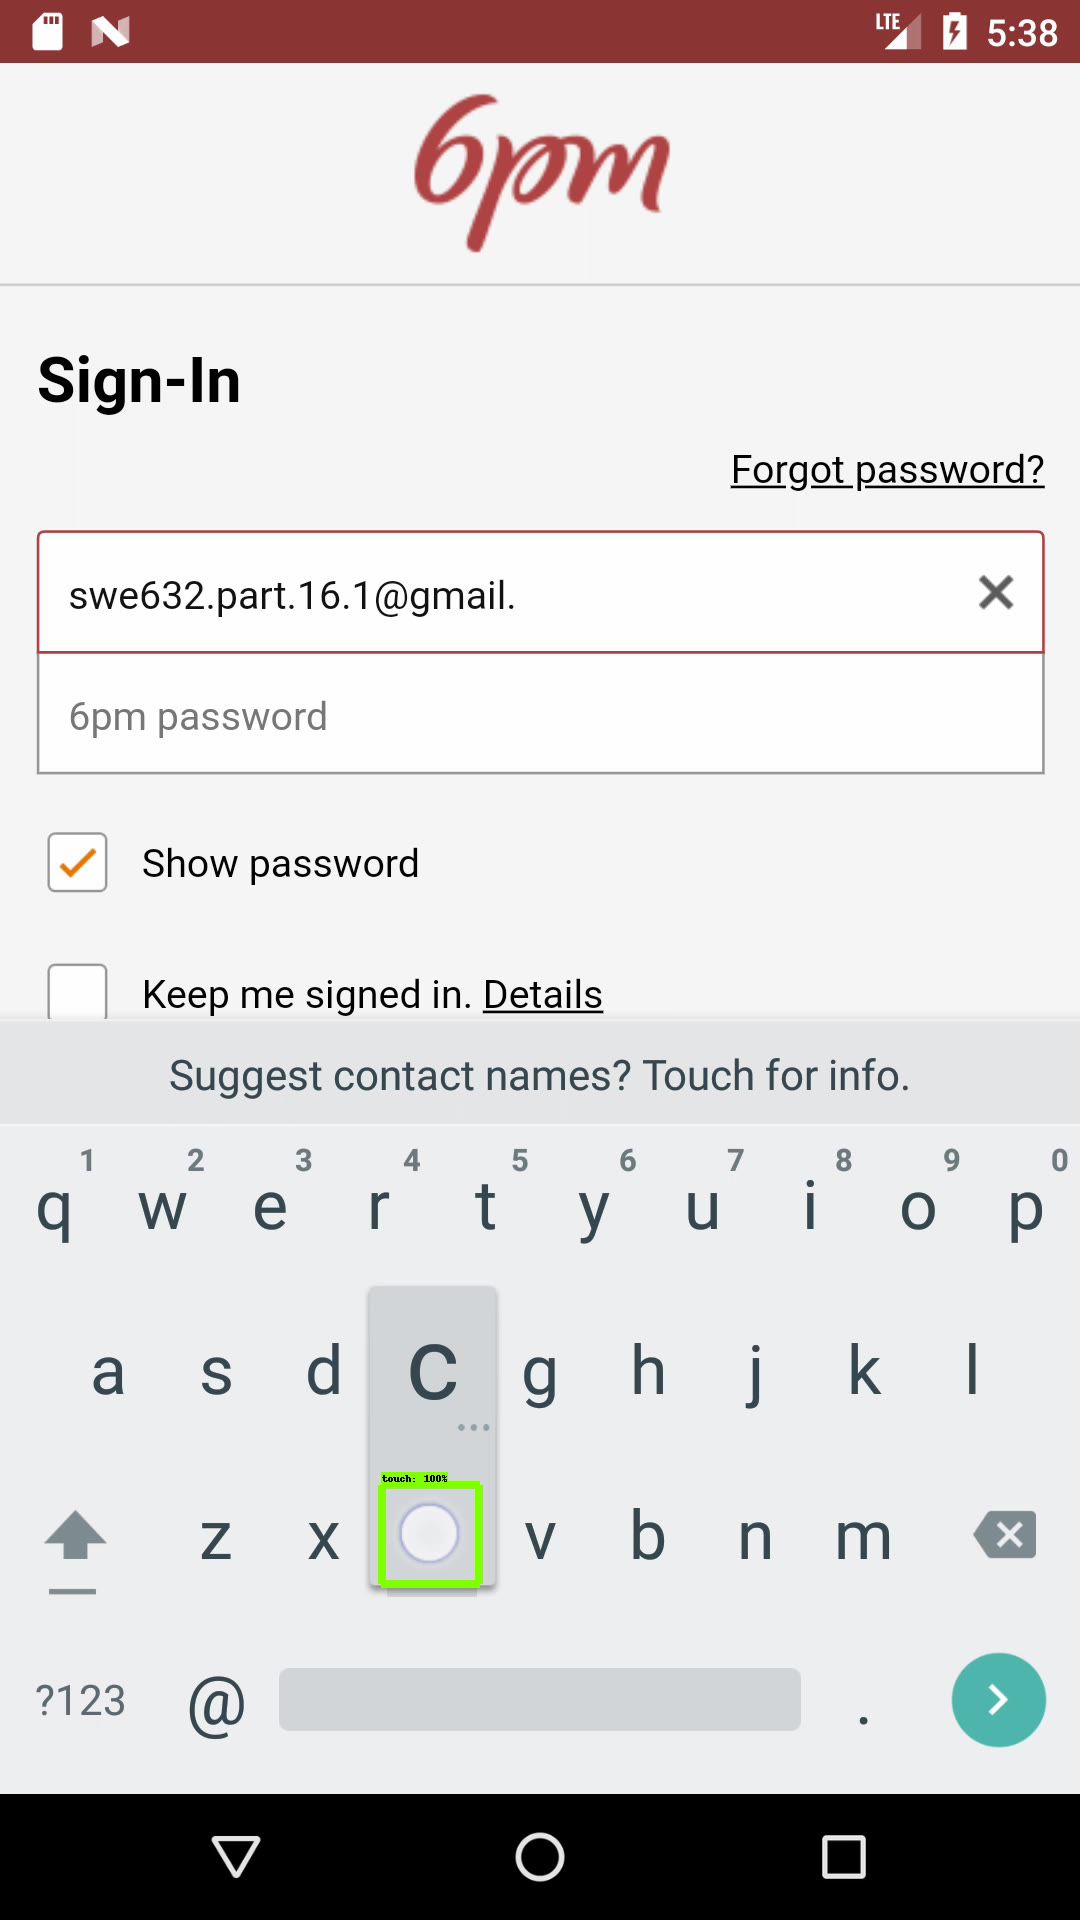 LTE 5:38
6pm
Sign-In
Forgot password?
swe632.part.16.1@gmail.
6pm password
Show password
Keep me signed in. Details
Suggest contact names? Touch for info.
1 2 3 4 5 6 7 8 9 0
q w e r t y u i o p
a s d c g h j k l
touch: 100%
z x v b n m
?123 @ .